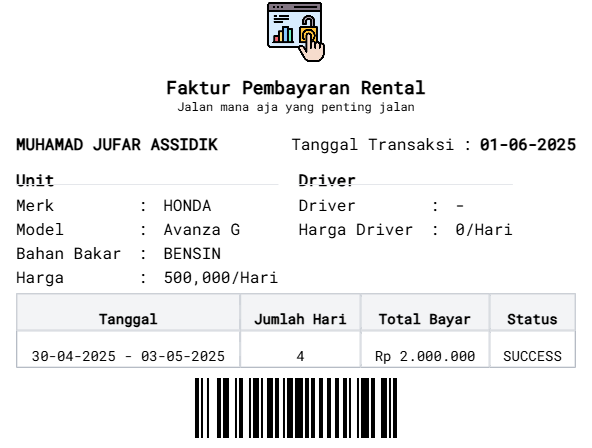 Faktur Pembayaran Rental
Jalan mana aja yang penting jalan
MUHAMAD JUFAR ASSIDIK Tanggal Transaksi : 01-06-2025
Unit Driver
Merk : HONDA Driver : -
Model : Avanza G Harga Driver : 0/Hari
Bahan Bakar : BENSIN
Harga : 500,000/Hari
Tanggal Jumlah Hari Total Bayar Status
30-04-2025 - 03-05-2025 4 Rp 2.000.000 SUCCESS